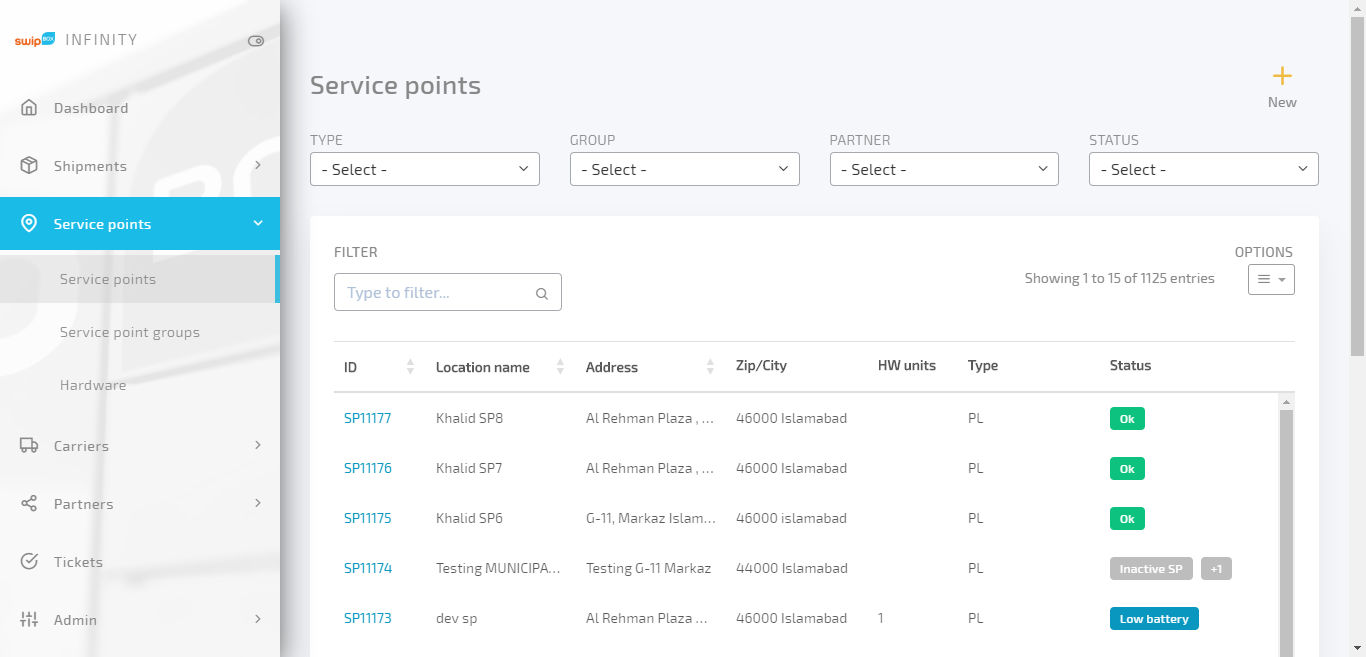 swip BOX INFINITY
Dashboard
Shipments
Service points
Service points
Service point groups
Hardware
Carriers
Partners
Tickets
Admin
Service points
New
TYPE GROUP PARTNER STATUS
- Select - - Select - - Select - - Select -
FILTER OPTIONS
Type to filter... Showing 1 to 15 of 1125 entries
ID Location name Address Zip/City HW units Type Status
SP11177 Khalid SP8 Al Rehman Plaza , ... 46000 Islamabad PL Ok
SP11176 Khalid SP7 Al Rehman Plaza , ... 46000 Islamabad PL Ok
SP11175 Khalid SP6 G-11, Markaz Islam... 46000 islamabad PL Ok
SP11174 Testing MUNICIPA... Testing G-11 Markaz 44000 Islamabad PL Inactive SP +1
SP11173 dev sp Al Rehman Plaza ... 46000 Islamabad 1 PL Low battery